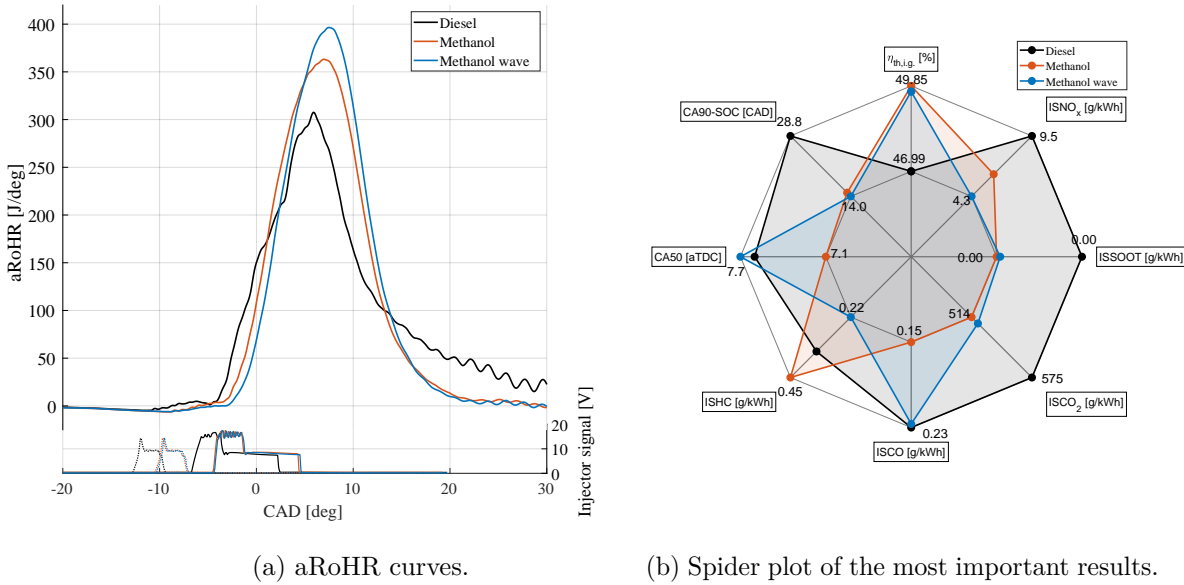 400
350
300
250
200
150
100
50
0
aRoHR [J/deg]
Diesel
Methanol
Methanol wave
20
10
0
Injector signal [V]
-20
-10
0
10
20
30
CAD [deg]
(a) aRoHR curves.
Diesel
Methanol
Methanol wave
η_th,i.g. [%]
49.85
46.99
ISNO_x [g/kWh]
9.5
4.3
0.00
ISSOOT [g/kWh]
0.00
514
575
ISCO_2 [g/kWh]
0.15
0.23
ISCO [g/kWh]
0.22
ISHC [g/kWh]
0.45
CA50 [aTDC]
7.7
7.1
CA90-SOC [CAD]
28.8
14.0
(b) Spider plot of the most important results.